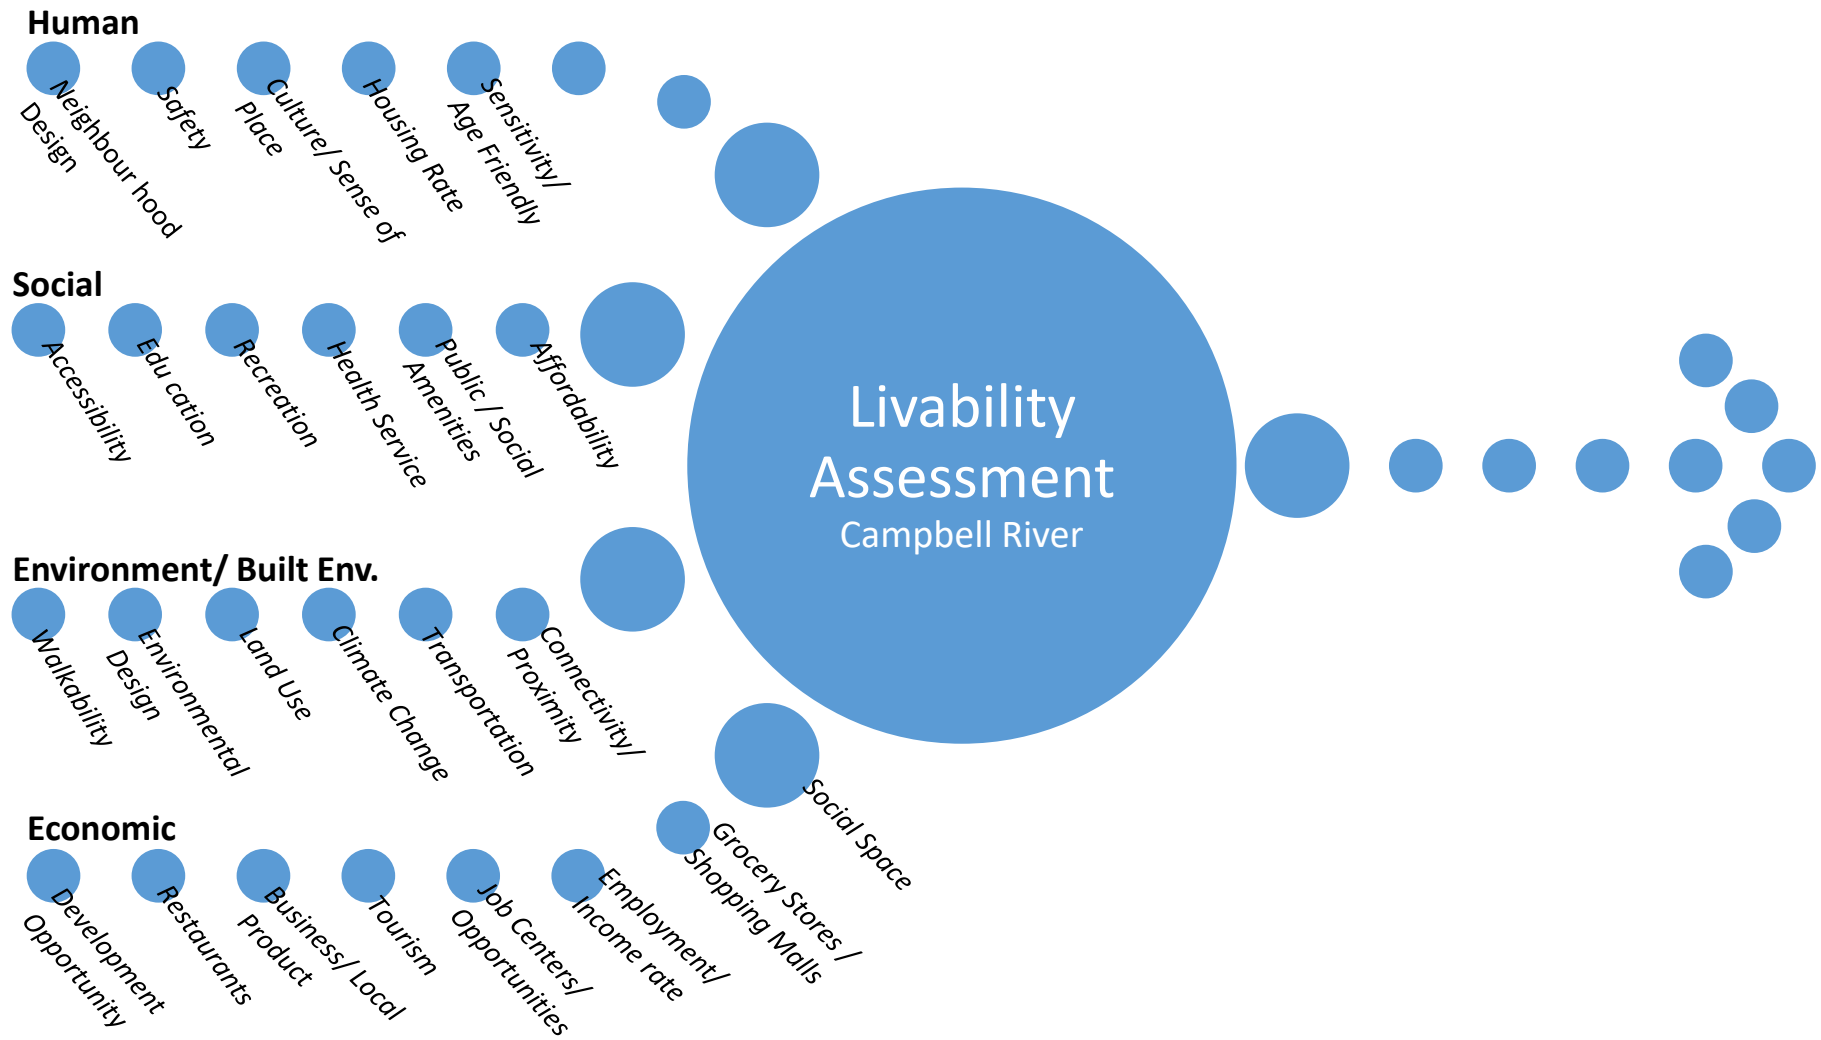 Human
Neighbour hood
Design
Safety
Culture/ Sense of
Place
Housing Rate
Sensitivity/
Age Friendly
Social
Accessibility
Edu cation
Recreation
Health Service
Public / Social
Amenities
Affordability
Livability
Assessment
Campbell River
Environment/ Built Env.
Walkability
Environmental
Design
Land Use
Climate Change
Transportation
Connectivity/
Proximity
Economic
Development
Opportunity
Restaurants
Business/ Local
Product
Tourism
Job Centers/
Opportunities
Employment/
Income rate
Grocery Stores /
Shopping Malls
Social Space